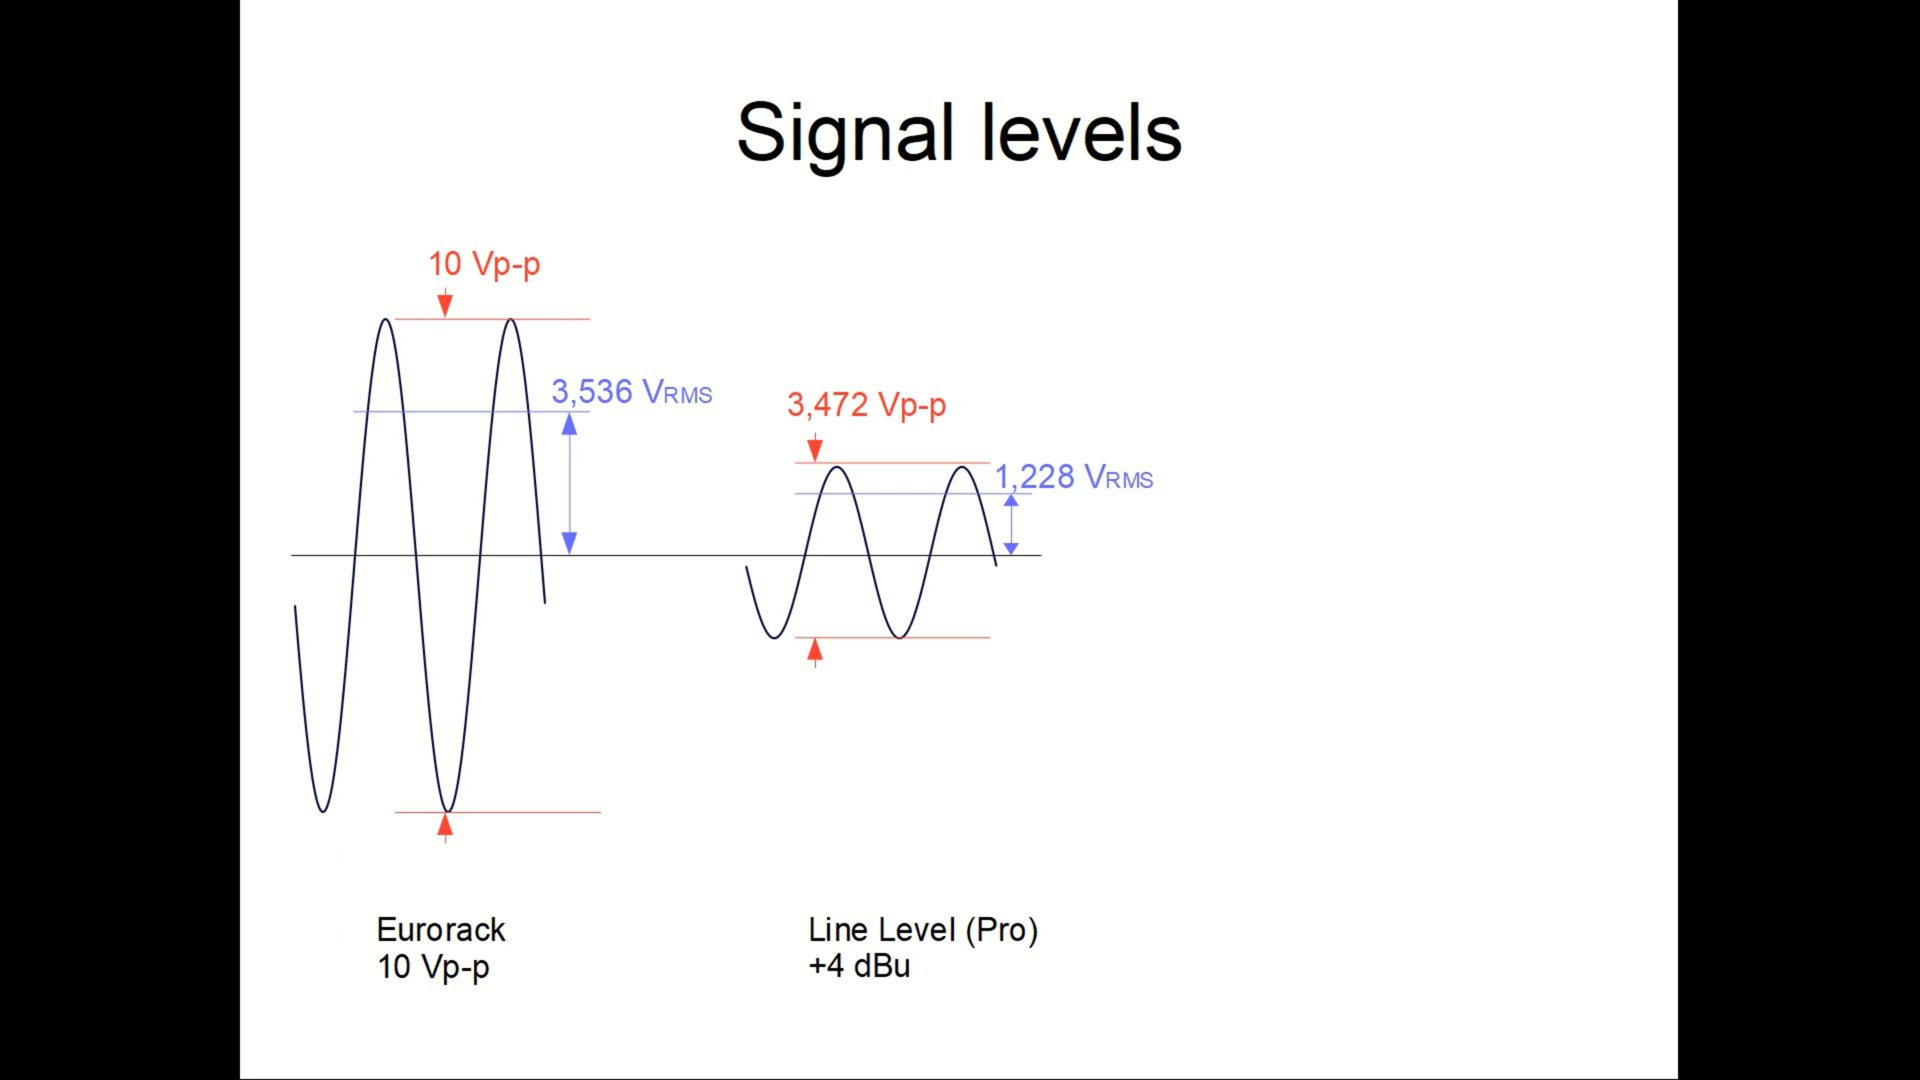 Signal levels
10 Vp-p
3,536 VRMS
3,472 Vp-p
1,228 VRMS
Eurorack
10 Vp-p
Line Level (Pro)
+4 dBu